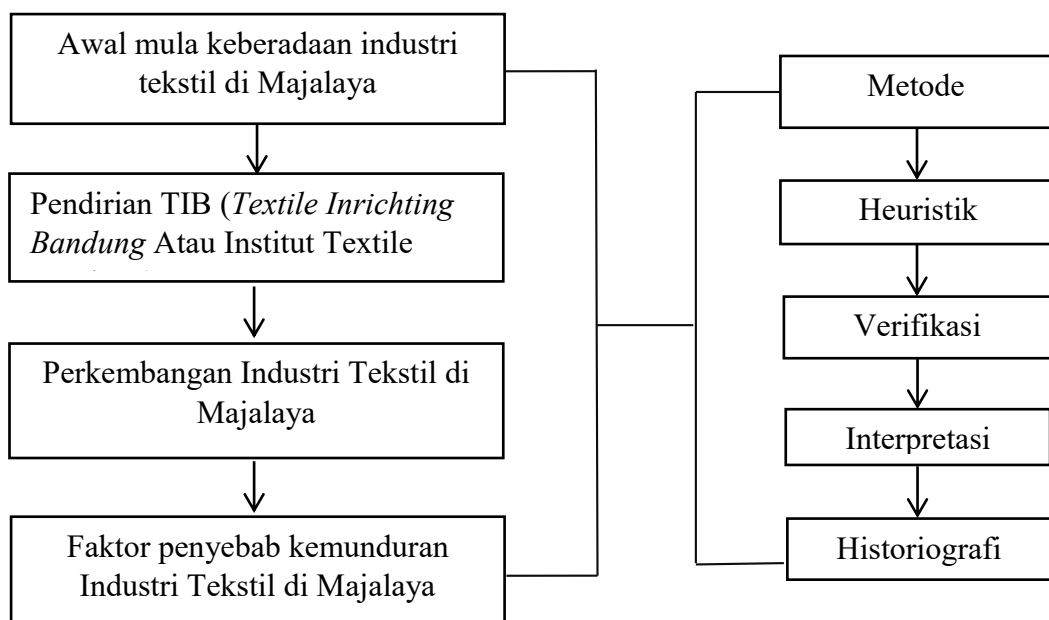 Awal mula keberadaan industri
tekstil di Majalaya
Pendirian TIB (Textile Inrichting
Bandung Atau Institut Textile
Perkembangan Industri Tekstil di
Majalaya
Faktor penyebab kemunduran
Industri Tekstil di Majalaya
Metode
Heuristik
Verifikasi
Interpretasi
Historiografi